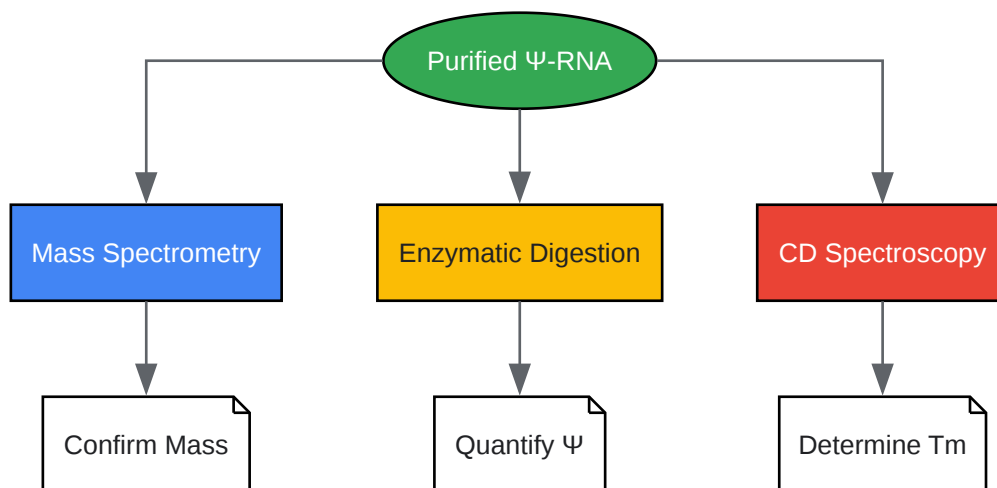 Purified Ψ-RNA
Mass Spectrometry
Enzymatic Digestion
CD Spectroscopy
Confirm Mass
Quantify Ψ
Determine Tm